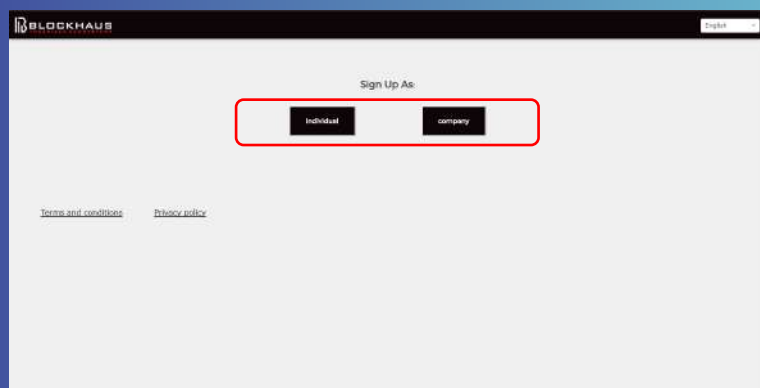 BLOCKHAUS
English
Sign Up As
individual
company
Terms and conditions
Privacy policy